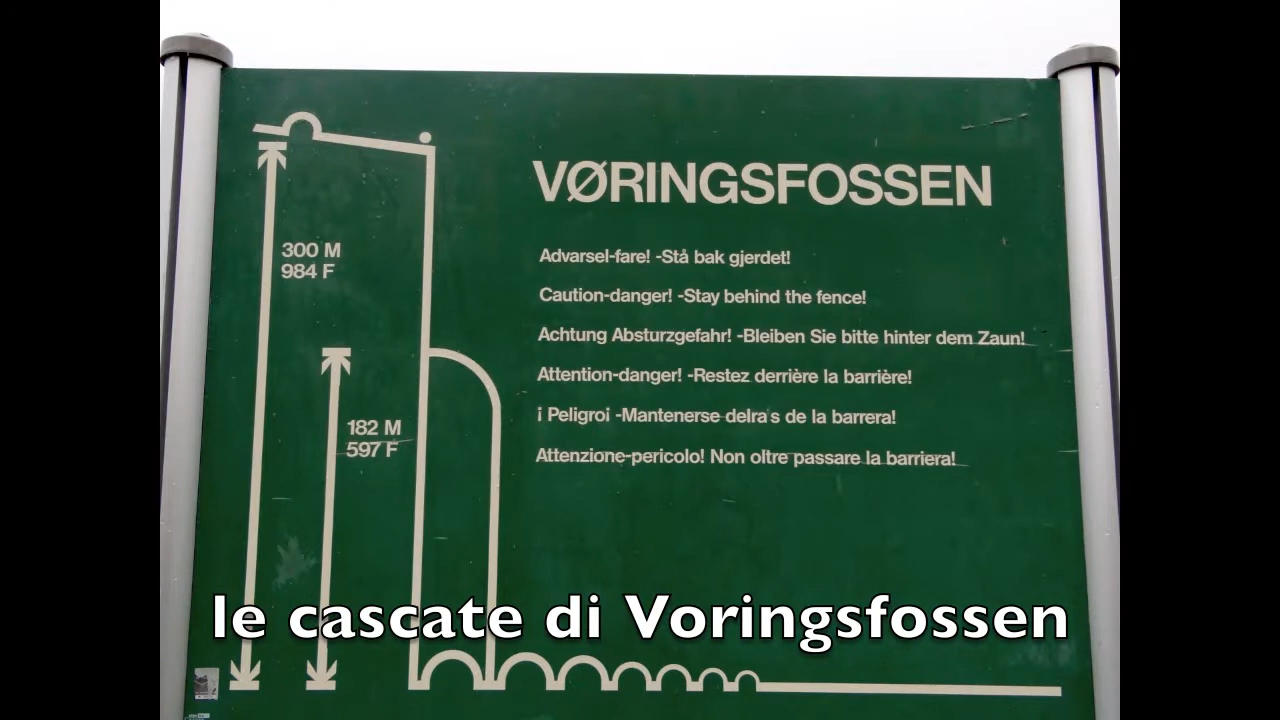 VØRINGSFOSSEN
300 M
984 F
Advarsel-fare! -Stå bak gjerdet!
Caution-danger! -Stay behind the fence!
Achtung Absturzgefahr! -Bleiben Sie bitte hinter dem Zaun!
Attention-danger! -Restez derrière la barrière!
¡ Peligroi -Mantenerse delra's de la barrera!
Attenzione-pericolo! Non oltre passare la barriera!
182 M
597 F
le cascate di Voringsfossen